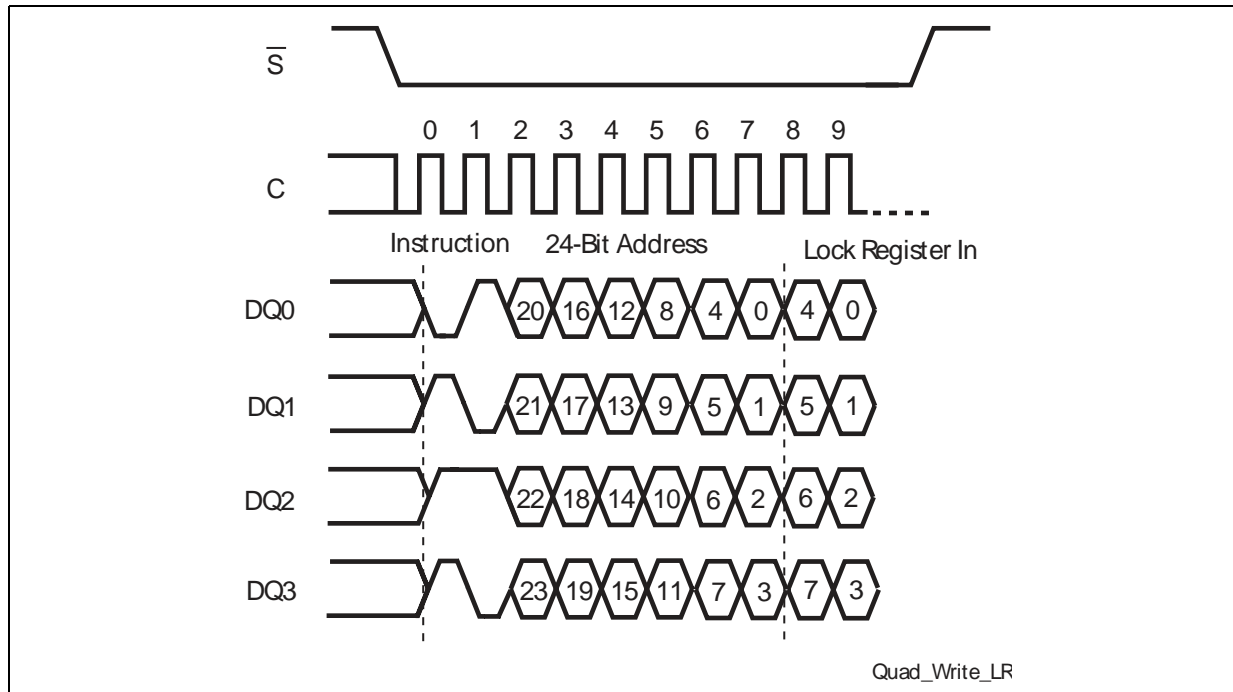 S
0 1 2 3 4 5 6 7 8 9
C
Instruction 24-Bit Address Lock Register In
DQ0 20 16 12 8 4 0 4 0
DQ1 21 17 13 9 5 1 5 1
DQ2 22 18 14 10 6 2 6 2
DQ3 23 19 15 11 7 3 7 3
Quad_Write_LR